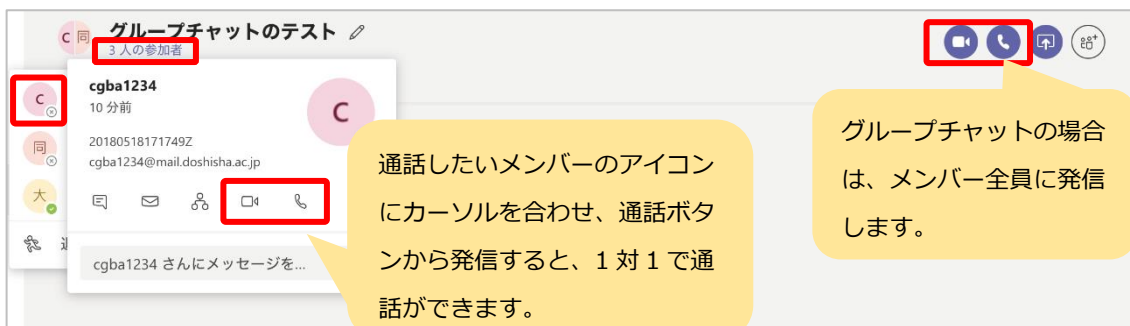 C 同 グループチャットのテスト
3 人の参加者
C
cgba1234
10 分前
C
20180518171749Z
cgba1234@mail.doshisha.ac.jp
同
大
cgba1234 さんにメッセージを...
通話したいメンバーのアイコン
にカーソルを合わせ、通話ボタ
ンから発信すると、1 対 1 で通
話ができます。
グループチャットの場合
は、メンバー全員に発信
します。